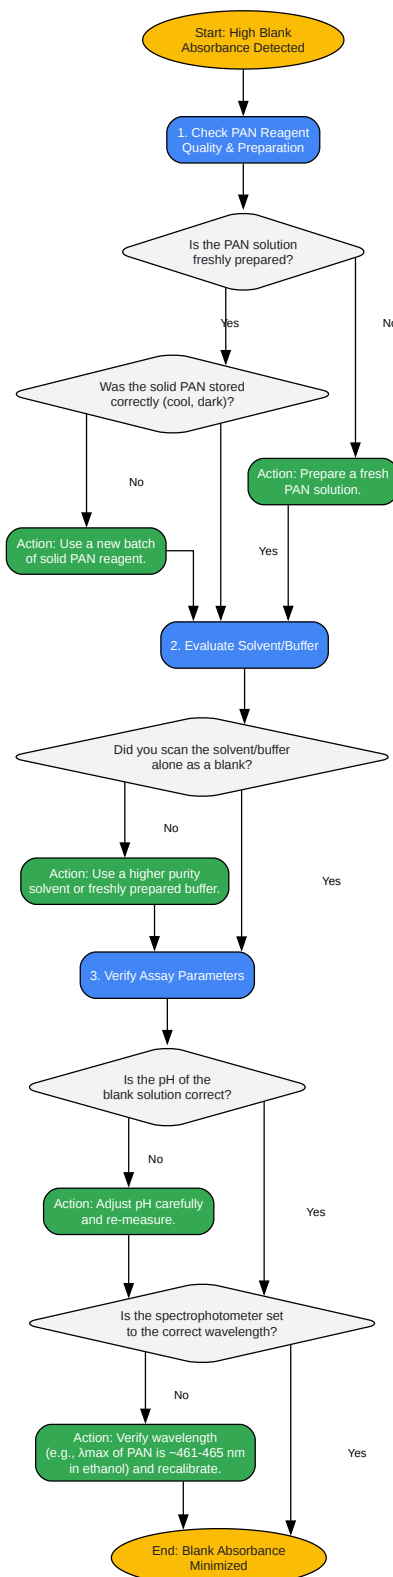 Start: High Blank
Absorbance Detected
1. Check PAN Reagent
Quality & Preparation
Is the PAN solution
freshly prepared?
Yes
No
Was the solid PAN stored
correctly (cool, dark)?
Action: Prepare a fresh
PAN solution.
No
Action: Use a new batch
of solid PAN reagent.
Yes
2. Evaluate Solvent/Buffer
Did you scan the solvent/buffer
alone as a blank?
No
Action: Use a higher purity
solvent or freshly prepared buffer.
Yes
3. Verify Assay Parameters
Is the pH of the
blank solution correct?
No
Action: Adjust pH carefully
and re-measure.
Yes
Is the spectrophotometer set
to the correct wavelength?
No
Action: Verify wavelength
(e.g., λmax of PAN is ~461-465 nm
in ethanol) and recalibrate.
Yes
End: Blank Absorbance
Minimized